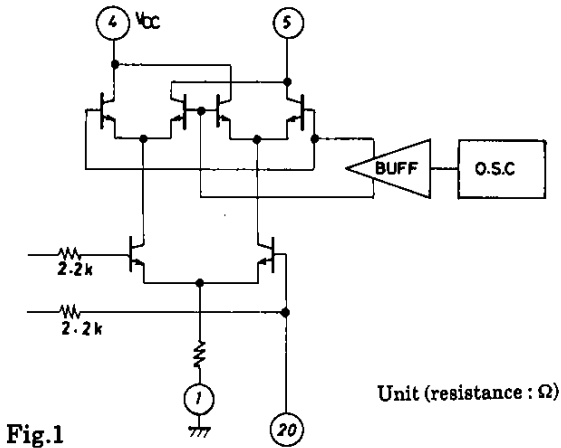 4 VCC 5
BUFF O.S.C
2.2k
2.2k
1
Unit (resistance : Ω)
Fig.1
20